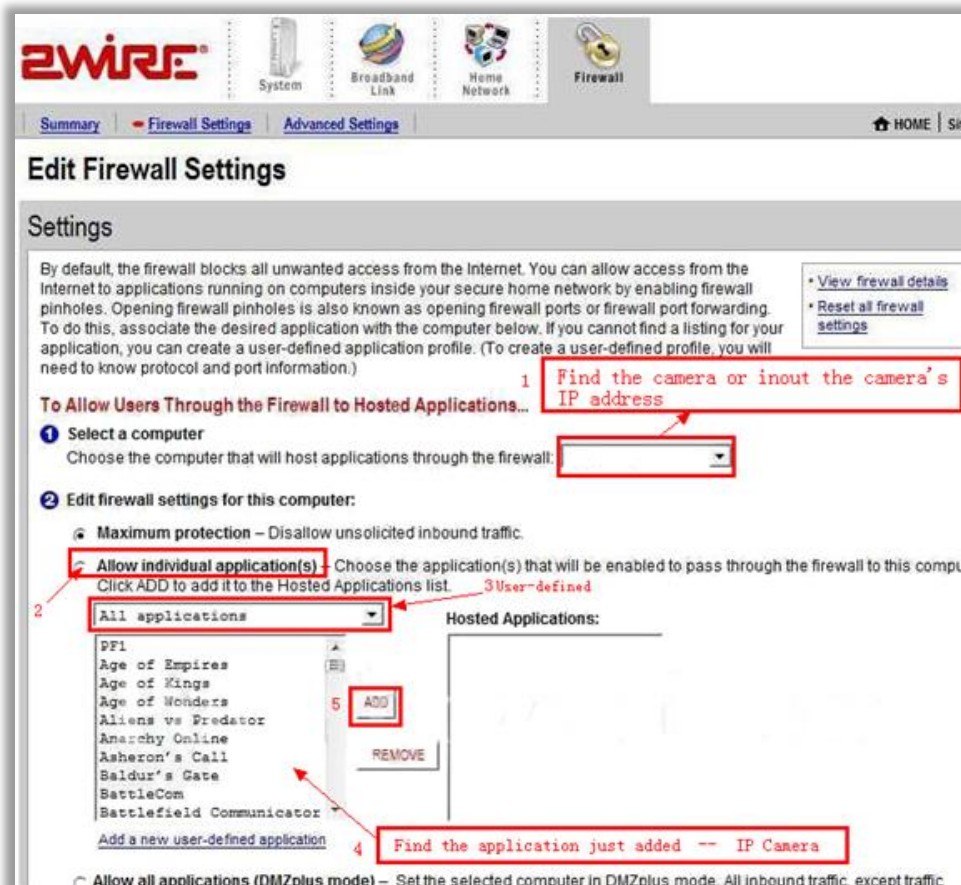 2WIRE
System
Broadband
Link
Home
Network
Firewall
Summary
Firewall Settings
Advanced Settings
HOME
Edit Firewall Settings
Settings
By default, the firewall blocks all unwanted access from the Internet. You can allow access from the
Internet to applications running on computers inside your secure home network by enabling firewall
pinholes. Opening firewall pinholes is also known as opening firewall ports or firewall port forwarding.
To do this, associate the desired application with the computer below. If you cannot find a listing for your
application, you can create a user-defined application profile. (To create a user-defined profile, you will
need to know protocol and port information.)
• View firewall details
• Reset all firewall
settings
1
Find the camera or inout the camera's
IP address
To Allow Users Through the Firewall to Hosted Applications...
1 Select a computer
Choose the computer that will host applications through the firewall:
2 Edit firewall settings for this computer:
Maximum protection – Disallow unsolicited inbound traffic.
Allow individual application(s) – Choose the application(s) that will be enabled to pass through the firewall to this compu
Click ADD to add it to the Hosted Applications list.
3 User-defined
2
All applications
Hosted Applications:
PF1
Age of Empires
Age of Kings
Age of Wonders
Aliens vs Predator
Anarchy Online
Asheron's Call
Baldur's Gate
BattleCom
Battlefield Communicator
5
ADD
REMOVE
Add a new user-defined application
4
Find the application just added -- IP Camera
Allow all applications (DMZplus mode) – Set the selected computer in DMZplus mode. All inbound traffic, except traffic